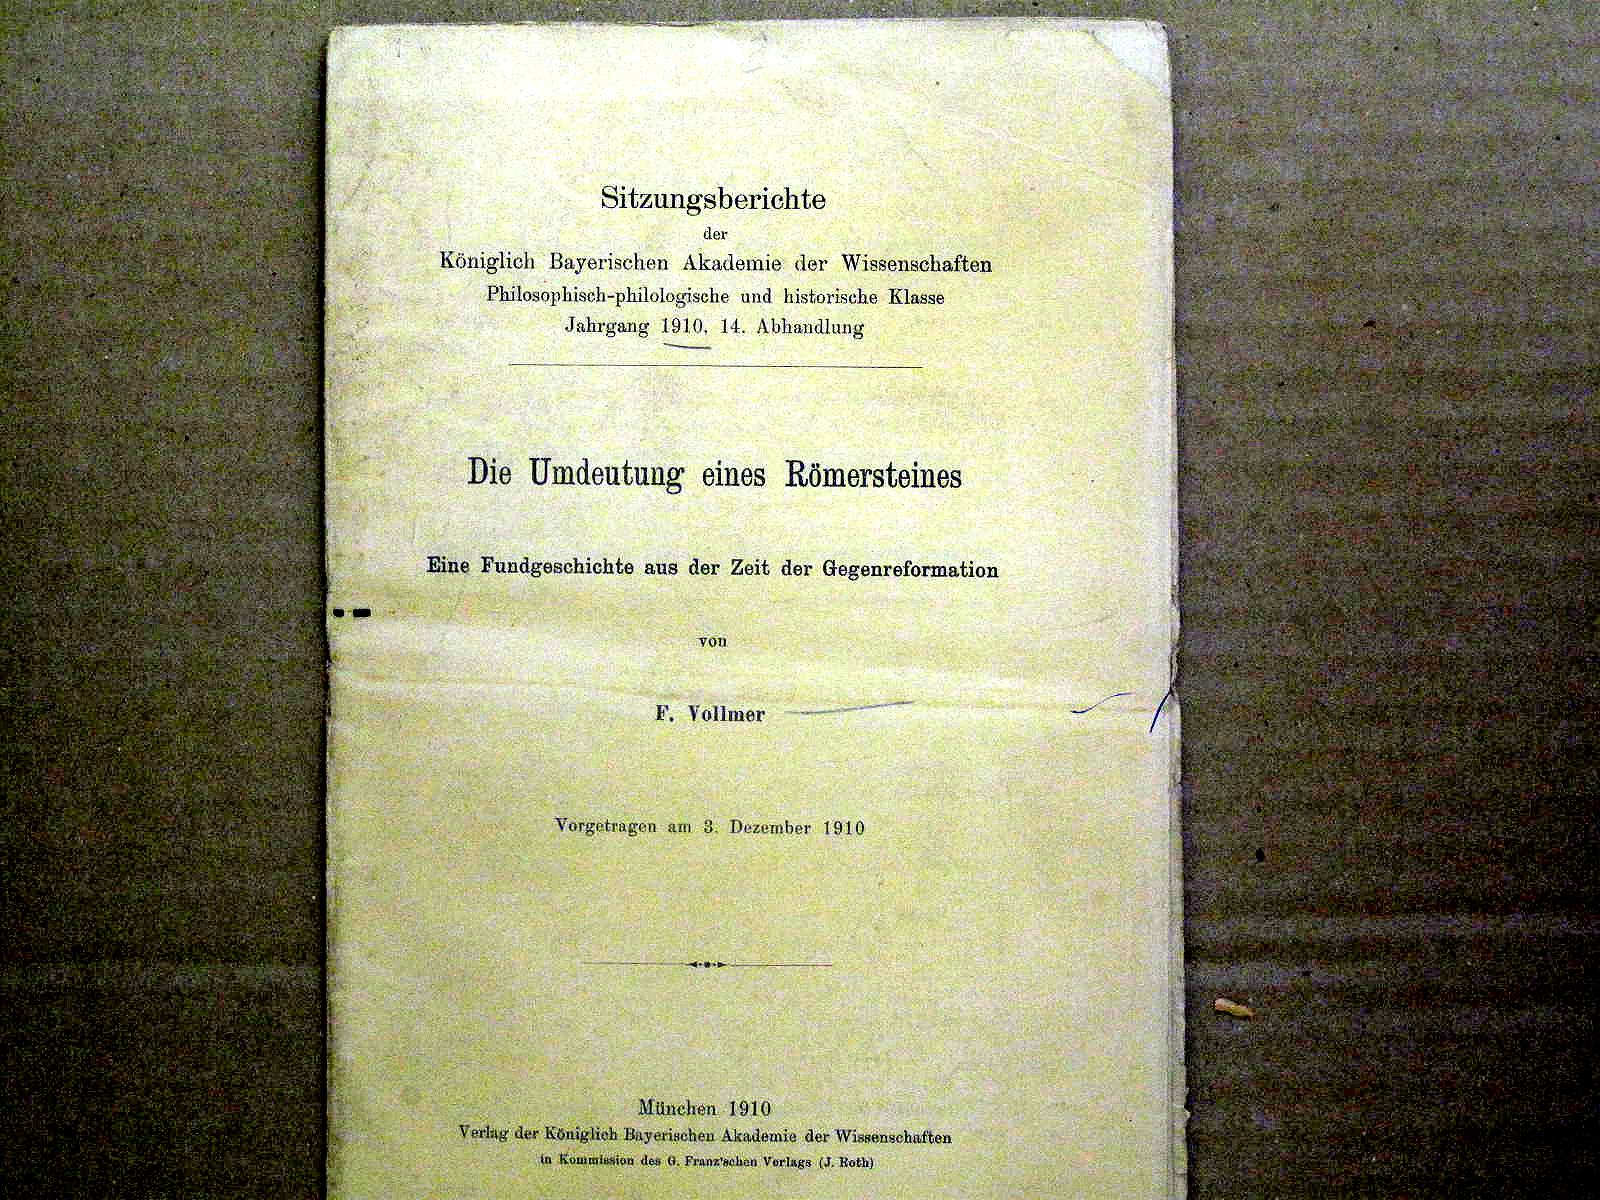 Sitzungsberichte
der
Königlich Bayerischen Akademie der Wissenschaften
Philosophisch-philologische und historische Klasse
Jahrgang 1910, 14. Abhandlung
Die Umdeutung eines Römersteines
Eine Fundgeschichte aus der Zeit der Gegenreformation
von
F. Vollmer
Vorgetragen am 3. Dezember 1910
München 1910
Verlag der Königlich Bayerischen Akademie der Wissenschaften
in Kommission des G. Franz'schen Verlags (J. Roth)